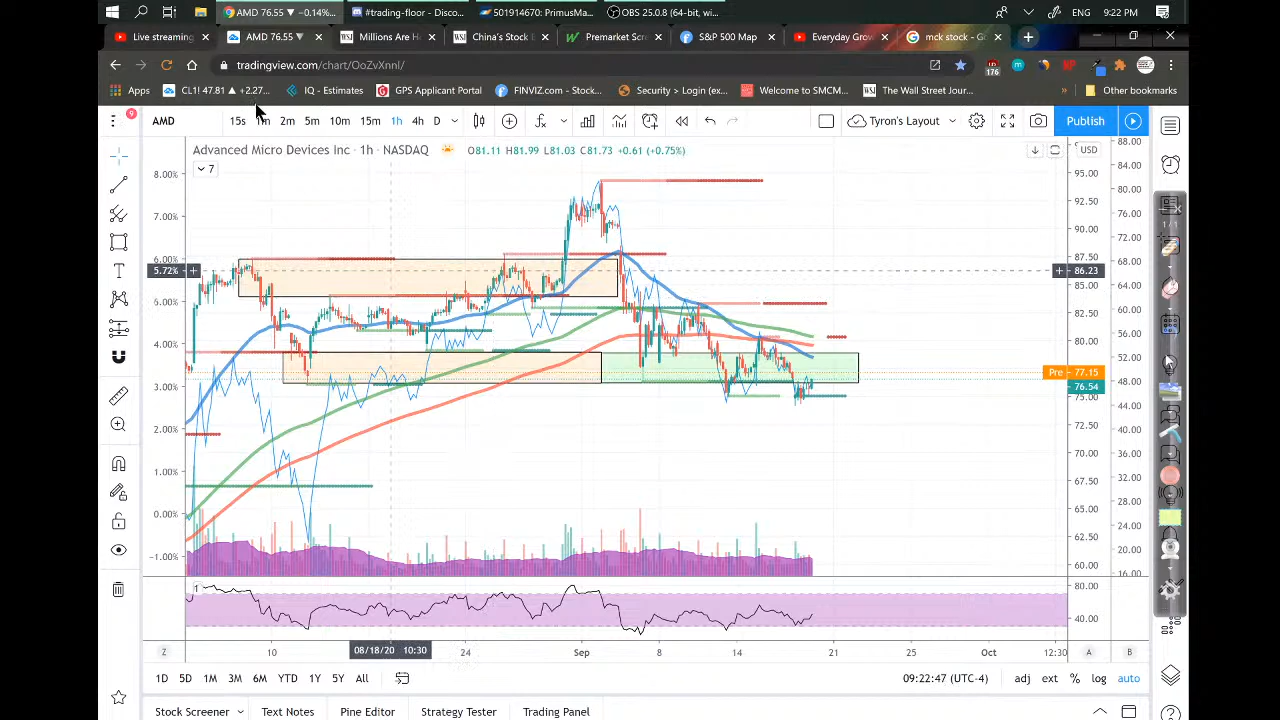 AMD 76.55 ▼ −0.14%...
#trading-floor - Disco...
501914670: PrimusMa...
OBS 25.0.8 (64-bit, wi...
ENG
9:22 PM
Live streaming
AMD 76.55 ▼
Millions Are Ha
China's Stock E
Premarket Scre
S&P 500 Map
Everyday Grow
mck stock - Go
tradingview.com/chart/OoZvXnnl/
176
Apps
CL1! 47.81 ▲ +2.27...
IQ - Estimates
GPS Applicant Portal
FINVIZ.com - Stock...
Security > Login (ex...
Welcome to SMCM...
The Wall Street Jour...
»
Other bookmarks
9
AMD
15s
1m
2m
5m
10m
15m
1h
4h
D
Tyron's Layout
Publish
Advanced Micro Devices Inc · 1h · NASDAQ
O81.11 H81.99 L81.03 C81.73 +0.61 (+0.75%)
USD
7
8.00%
7.00%
6.00%
5.72%
5.00%
4.00%
3.00%
2.00%
1.00%
0.00%
−1.00%
95.00
92.50
90.00
87.50
86.23
85.00
82.50
80.00
Pre 77.15
76.54
75.00
72.50
70.00
67.50
65.00
62.50
60.00
88.00
84.00
80.00
76.00
72.00
68.00
64.00
60.00
56.00
52.00
48.00
44.00
40.00
36.00
32.00
28.00
24.00
20.00
16.00
1
80.00
40.00
Z
10
08/18/20 10:30
24
Sep
8
14
21
25
Oct
12:30
A
B
1D
5D
1M
3M
6M
YTD
1Y
5Y
All
09:22:47 (UTC-4)
adj
ext
%
log
auto
Stock Screener
Text Notes
Pine Editor
Strategy Tester
Trading Panel